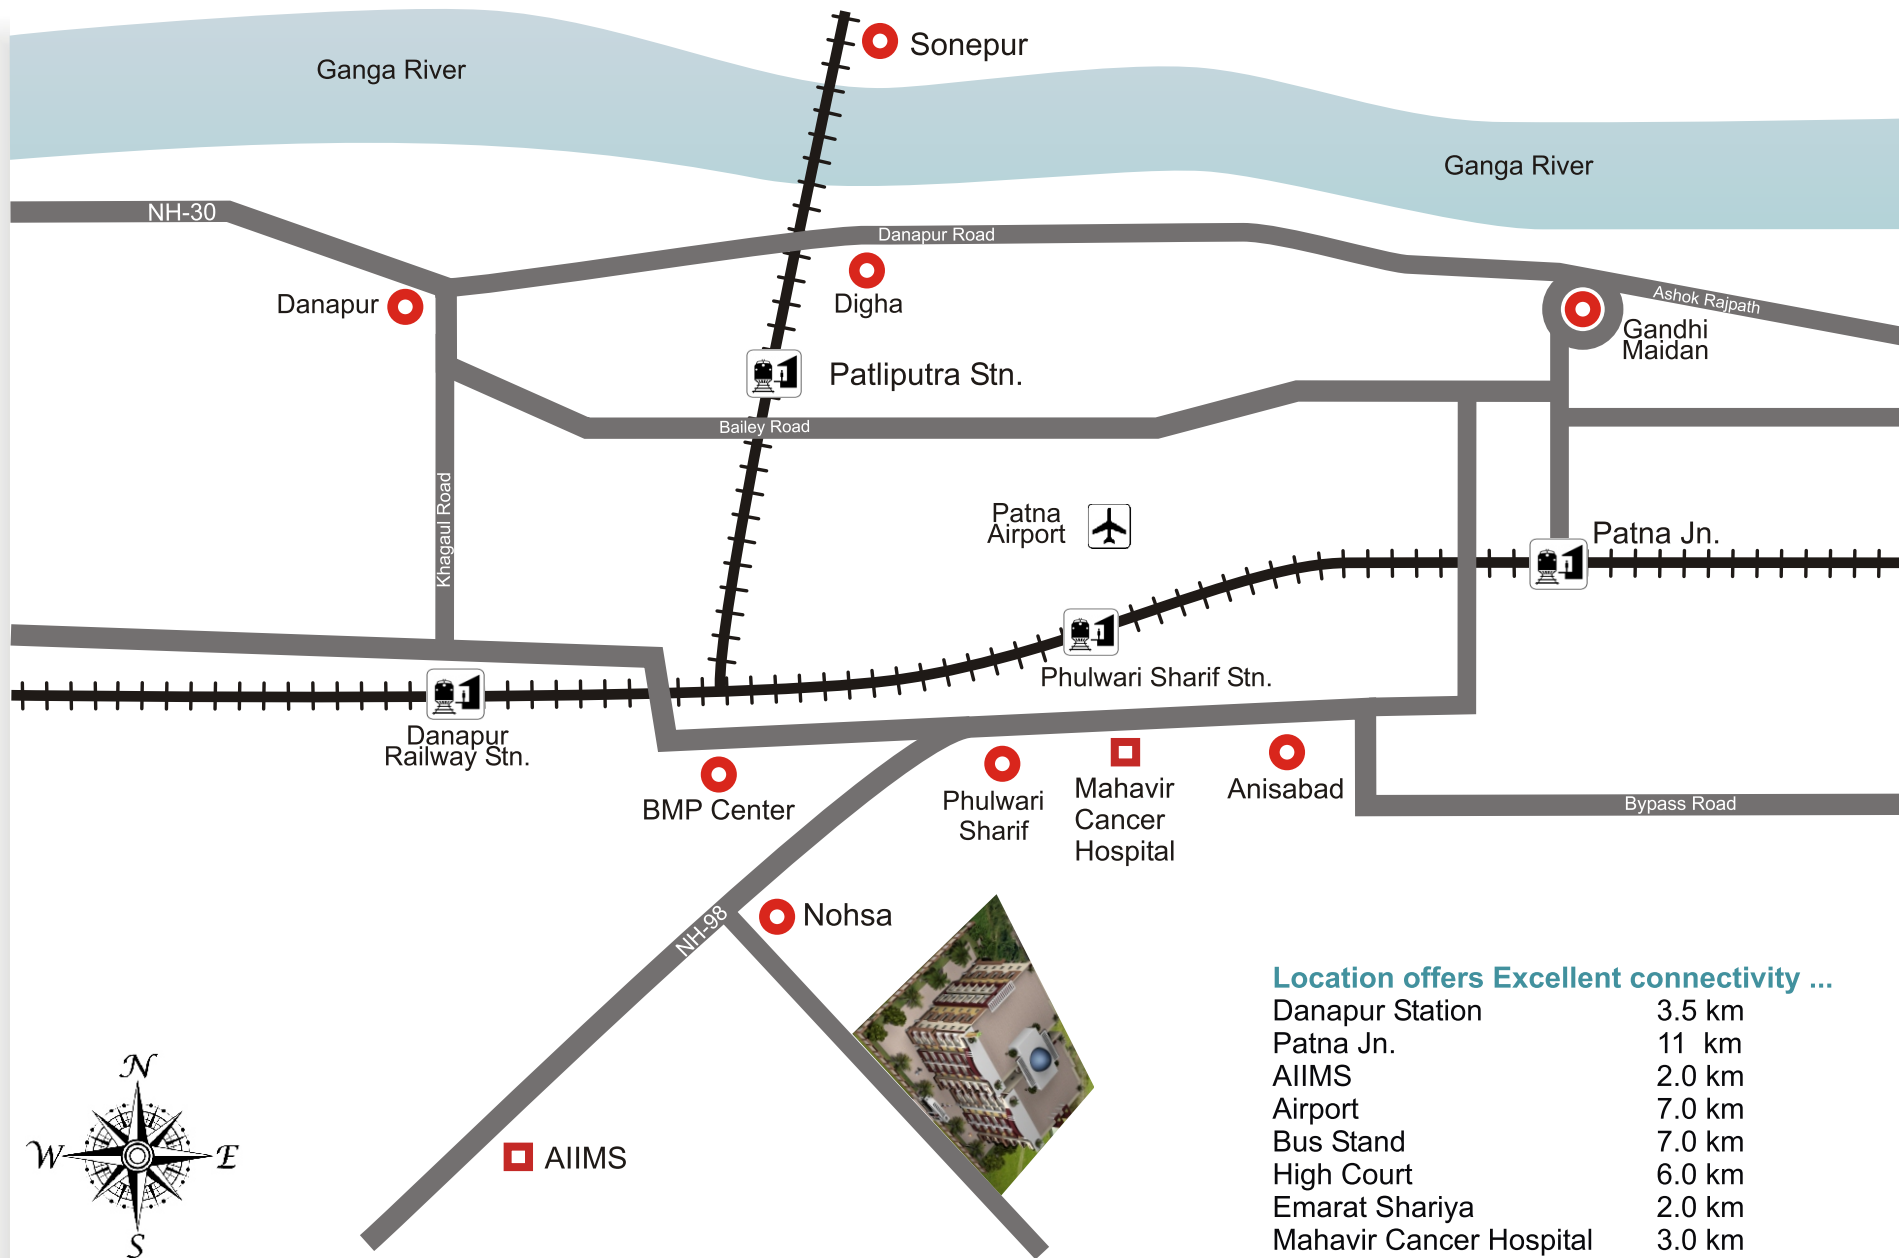 Sonepur
Ganga River
Ganga River
NH-30
Danapur Road
Danapur
Digha
Ashok Rajpath
Gandhi
Maidan
Patliputra Stn.
Bailey Road
Khagaul Road
Patna
Airport
Patna Jn.
Phulwari Sharif Stn.
Danapur
Railway Stn.
BMP Center
Phulwari
Sharif
Mahavir
Cancer
Hospital
Anisabad
Bypass Road
Nohsa
NH-98
AIIMS
N
W
E
S
Location offers Excellent connectivity ...
Danapur Station 3.5 km
Patna Jn. 11 km
AIIMS 2.0 km
Airport 7.0 km
Bus Stand 7.0 km
High Court 6.0 km
Emarat Shariya 2.0 km
Mahavir Cancer Hospital 3.0 km